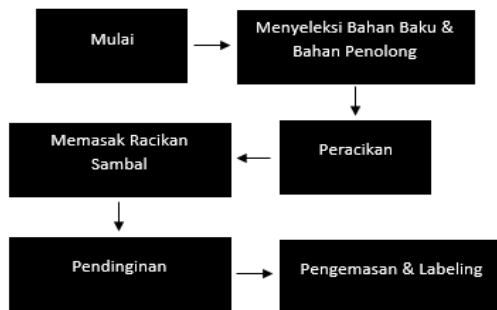 Mulai
Menyeleksi Bahan Baku &
Bahan Penolong
Peracikan
Memasak Racikan
Sambal
Pendinginan
Pengemasan & Labeling